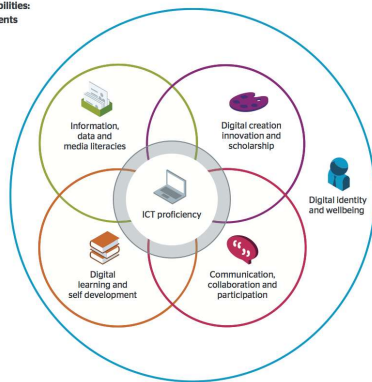 bilities:
ents
Information,
data and
media literacies
Digital creation
innovation and
scholarship
ICT proficiency
Digital identity
and wellbeing
Digital
learning and
self development
Communication,
collaboration and
participation